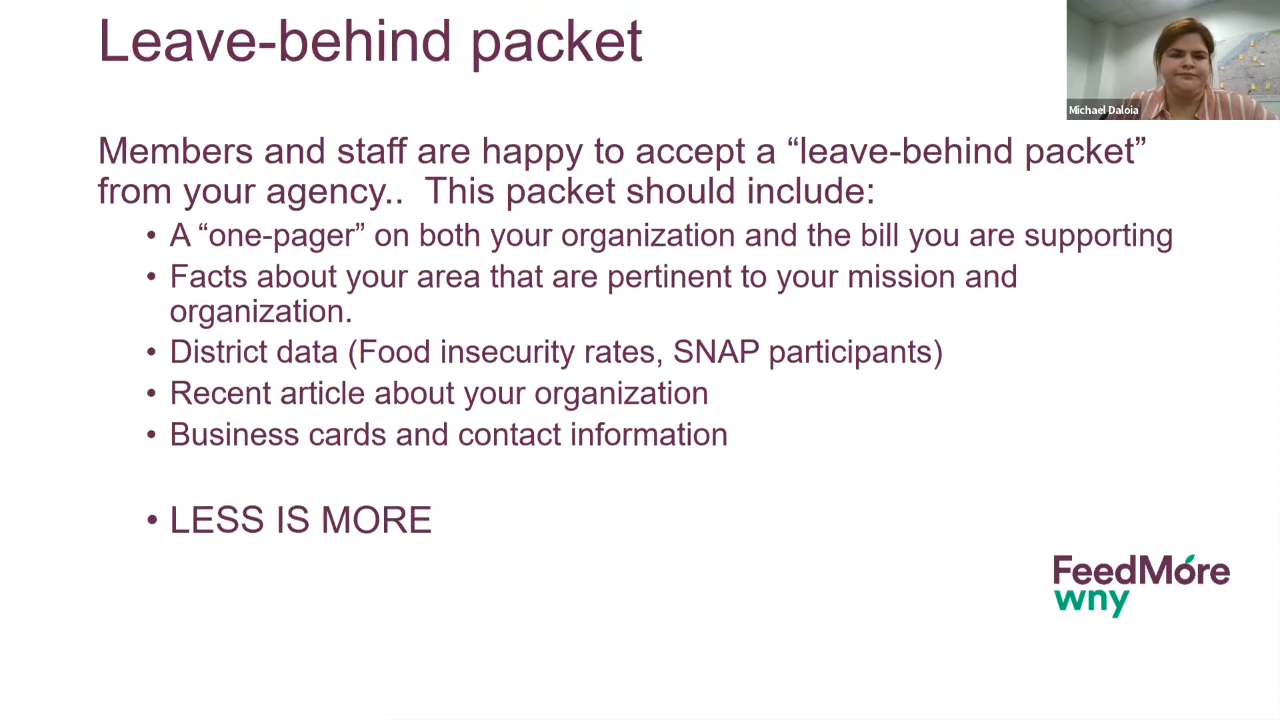 Leave-behind packet
Michael Daloia
Members and staff are happy to accept a “leave-behind packet”
from your agency.. This packet should include:
• A “one-pager” on both your organization and the bill you are supporting
• Facts about your area that are pertinent to your mission and
organization.
• District data (Food insecurity rates, SNAP participants)
• Recent article about your organization
• Business cards and contact information
• LESS IS MORE
FeedMore
wny